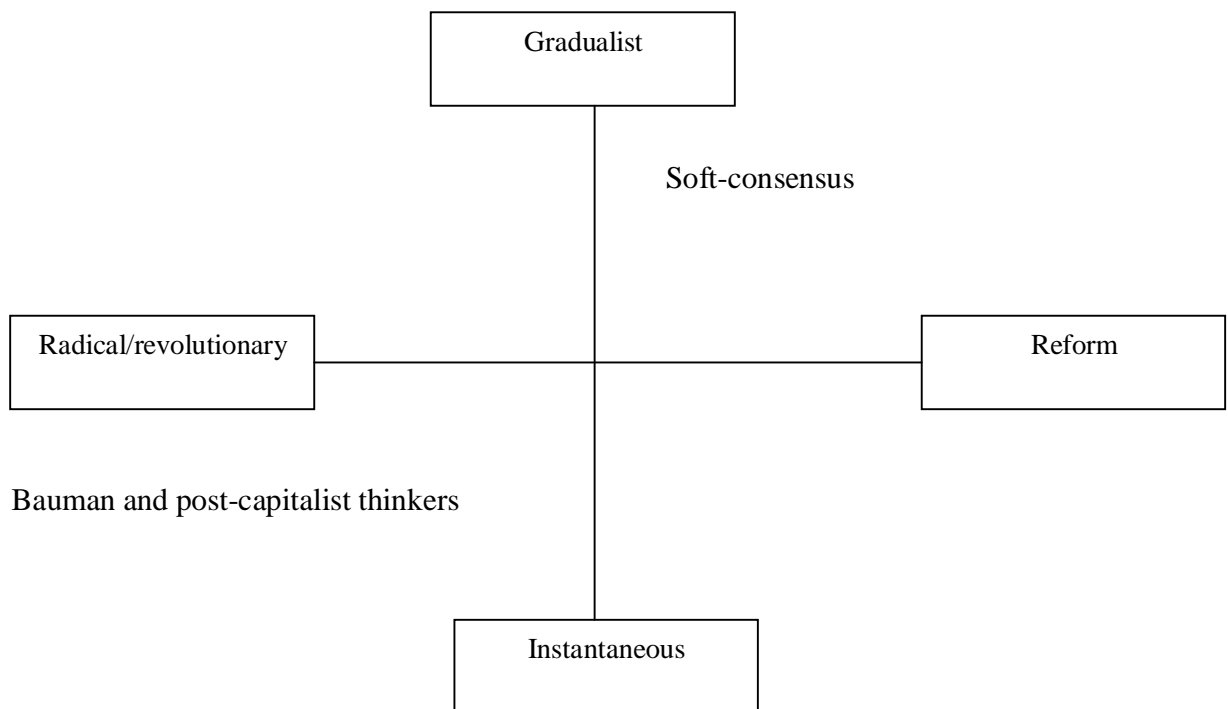 Gradualist
Soft-consensus
Radical/revolutionary
Reform
Bauman and post-capitalist thinkers
Instantaneous